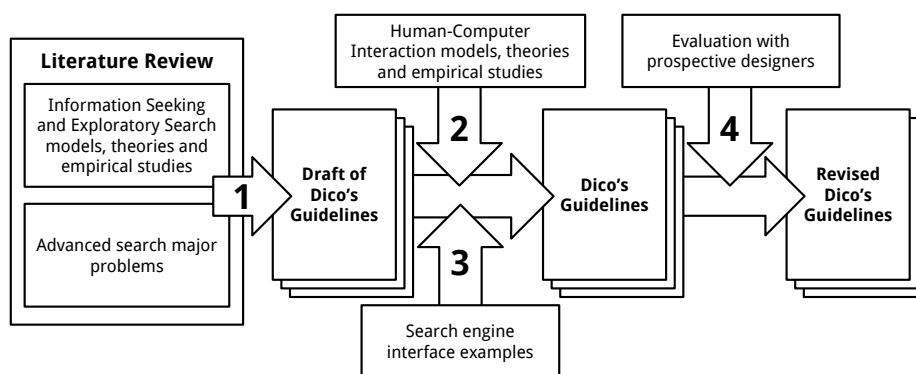 Literature Review
Information Seeking
and Exploratory Search
models, theories and
empirical studies
Advanced search major
problems
1
Draft of
Dico's
Guidelines
Human-Computer
Interaction models, theories
and empirical studies
2
3
Search engine
interface examples
Dico's
Guidelines
Evaluation with
prospective designers
4
Revised
Dico's
Guidelines